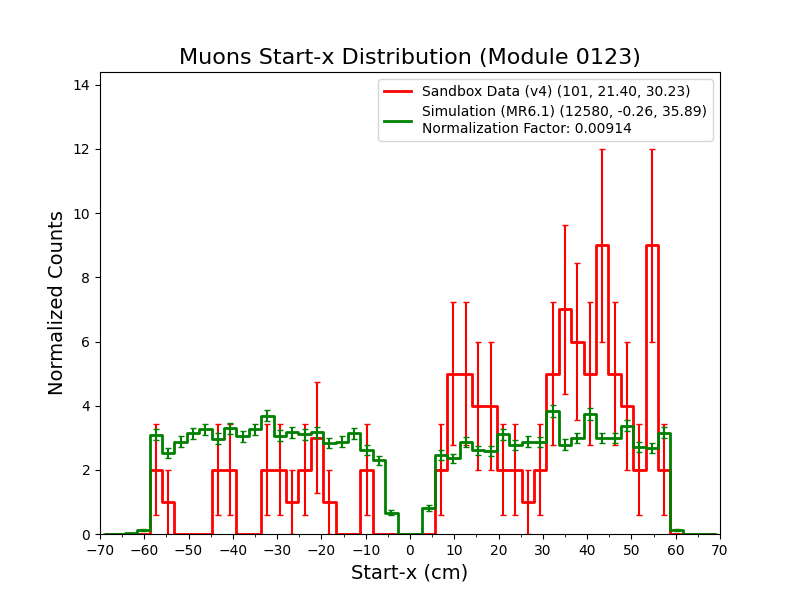 Muons Start-x Distribution (Module 0123)
Sandbox Data (v4) (101, 21.40, 30.23)
Simulation (MR6.1) (12580, -0.26, 35.89)
Normalization Factor: 0.00914
Normalized Counts
14
12
10
8
6
4
2
0
−70 −60 −50 −40 −30 −20 −10 0 10 20 30 40 50 60 70
Start-x (cm)